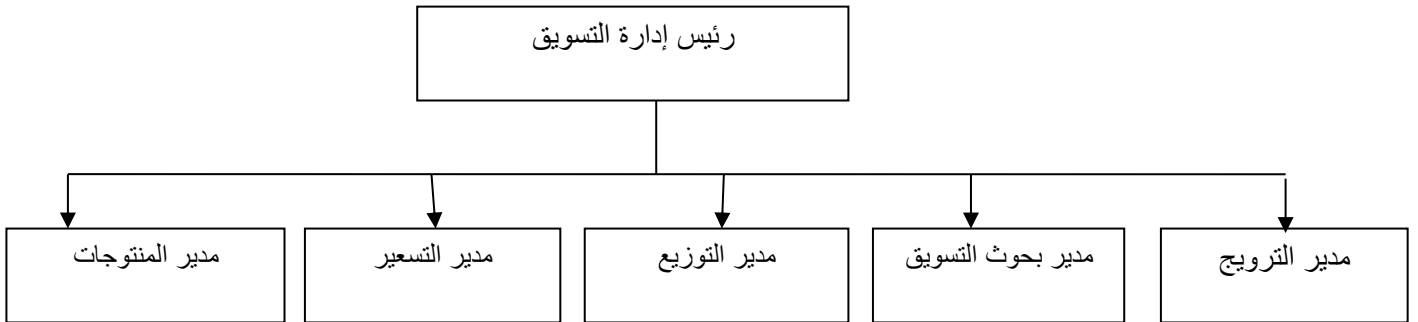 رئيس إدارة التسويق
مدير الترويج
مدير بحوث التسويق
مدير التوزيع
مدير التسعير
مدير المنتوجات